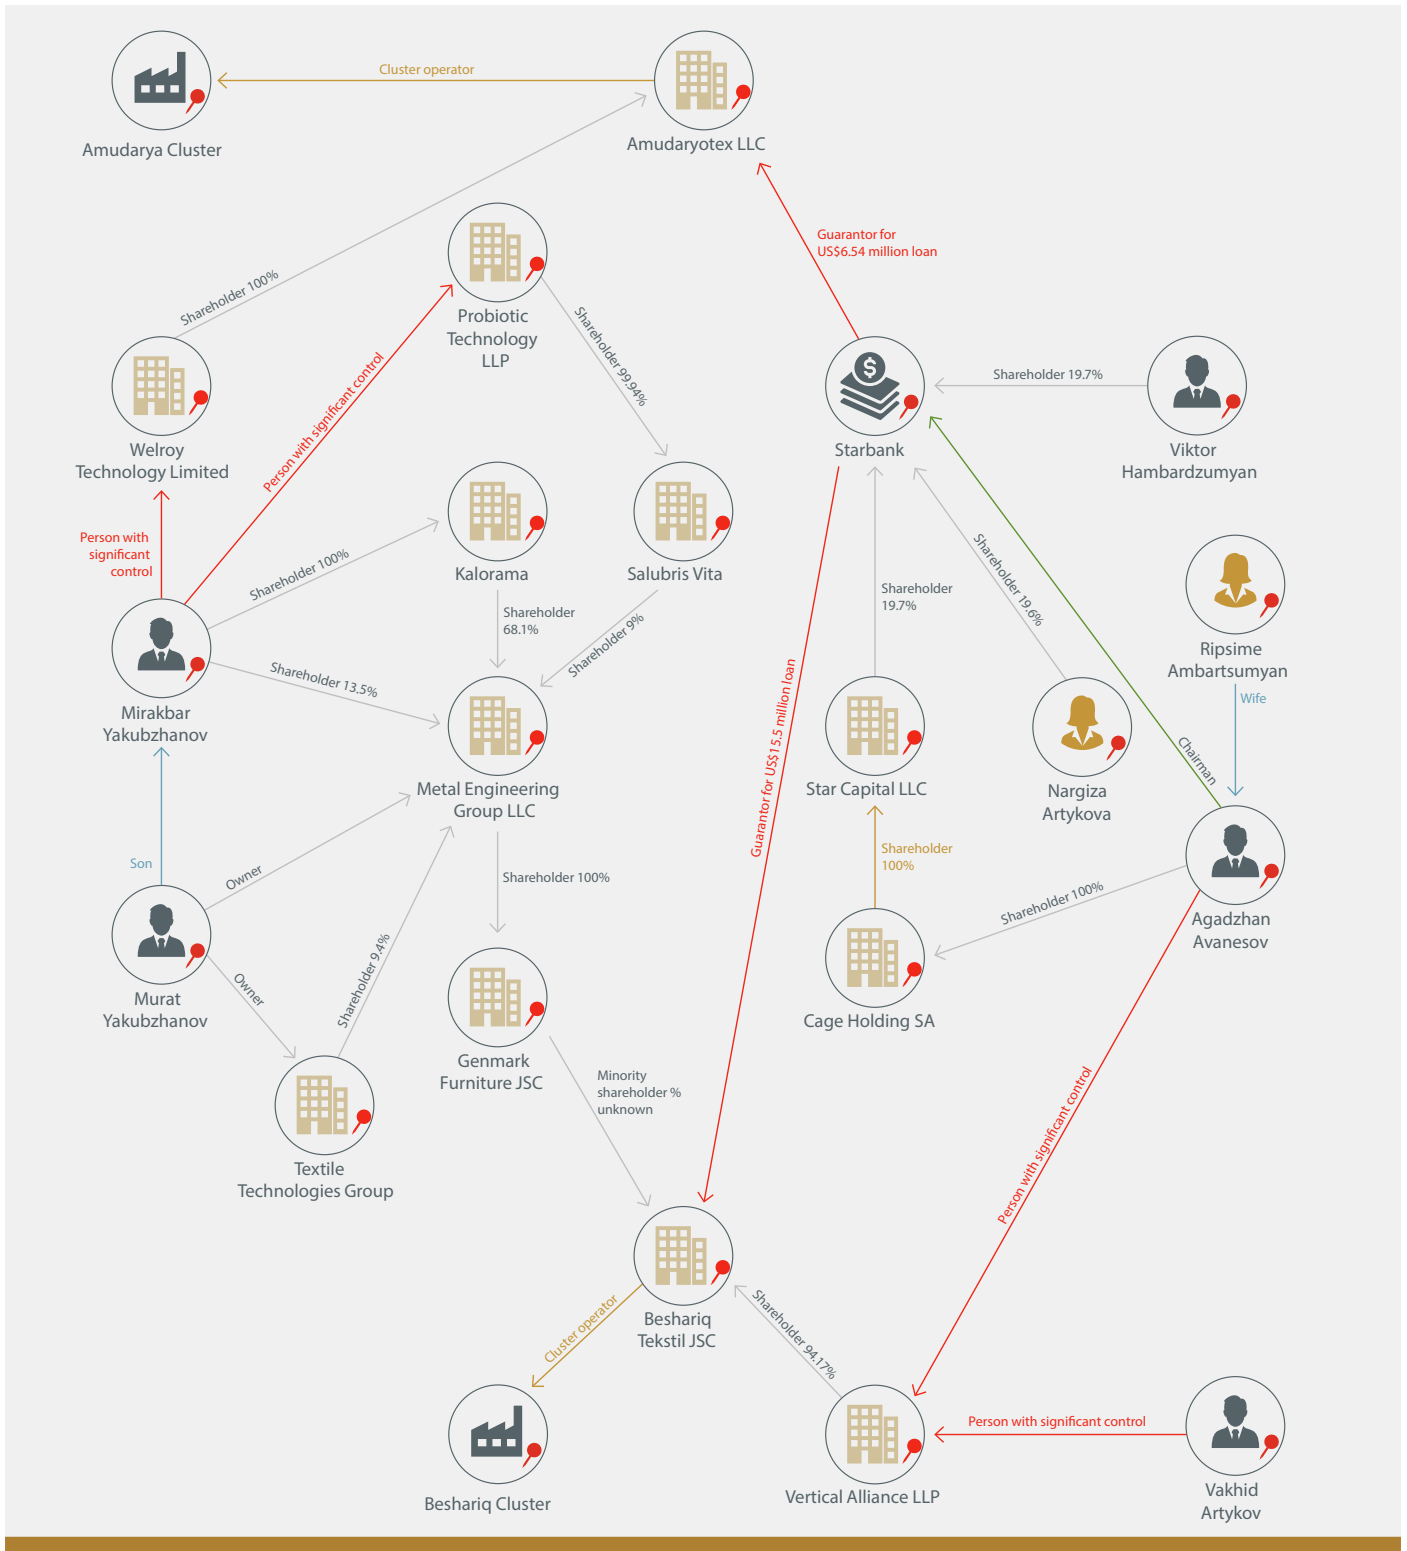 Cluster operator
Amudarya Cluster
Amudaryotex LLC
Guarantor for
US$6.54 million loan
Shareholder 100%
Probiotic
Technology
LLP
Shareholder 99.94%
Person with significant control
Welroy
Technology Limited
Starbank
Shareholder 19.7%
Viktor
Hambardzumyan
Person with
significant
control
Shareholder 100%
Kalorama
Salubris Vita
Shareholder
68.1%
Shareholder 9%
Shareholder
19.7%
Shareholder 19.6%
Ripsime
Ambartsumyan
Wife
Mirakbar
Yakubzhanov
Shareholder 13.5%
Metal Engineering
Group LLC
Guarantor for US$15.5 million loan
Star Capital LLC
Nargiza
Artykova
Chairman
Son
Owner
Shareholder 100%
Shareholder
100%
Shareholder 100%
Agadzhan
Avanesov
Murat
Yakubzhanov
Owner
Shareholder 9.4%
Cage Holding SA
Genmark
Furniture JSC
Minority
shareholder %
unknown
Person with significant control
Textile
Technologies Group
Beshariq
Tekstil JSC
Cluster operator
Shareholder 94.17%
Beshariq Cluster
Vertical Alliance LLP
Person with significant control
Vakhid
Artykov